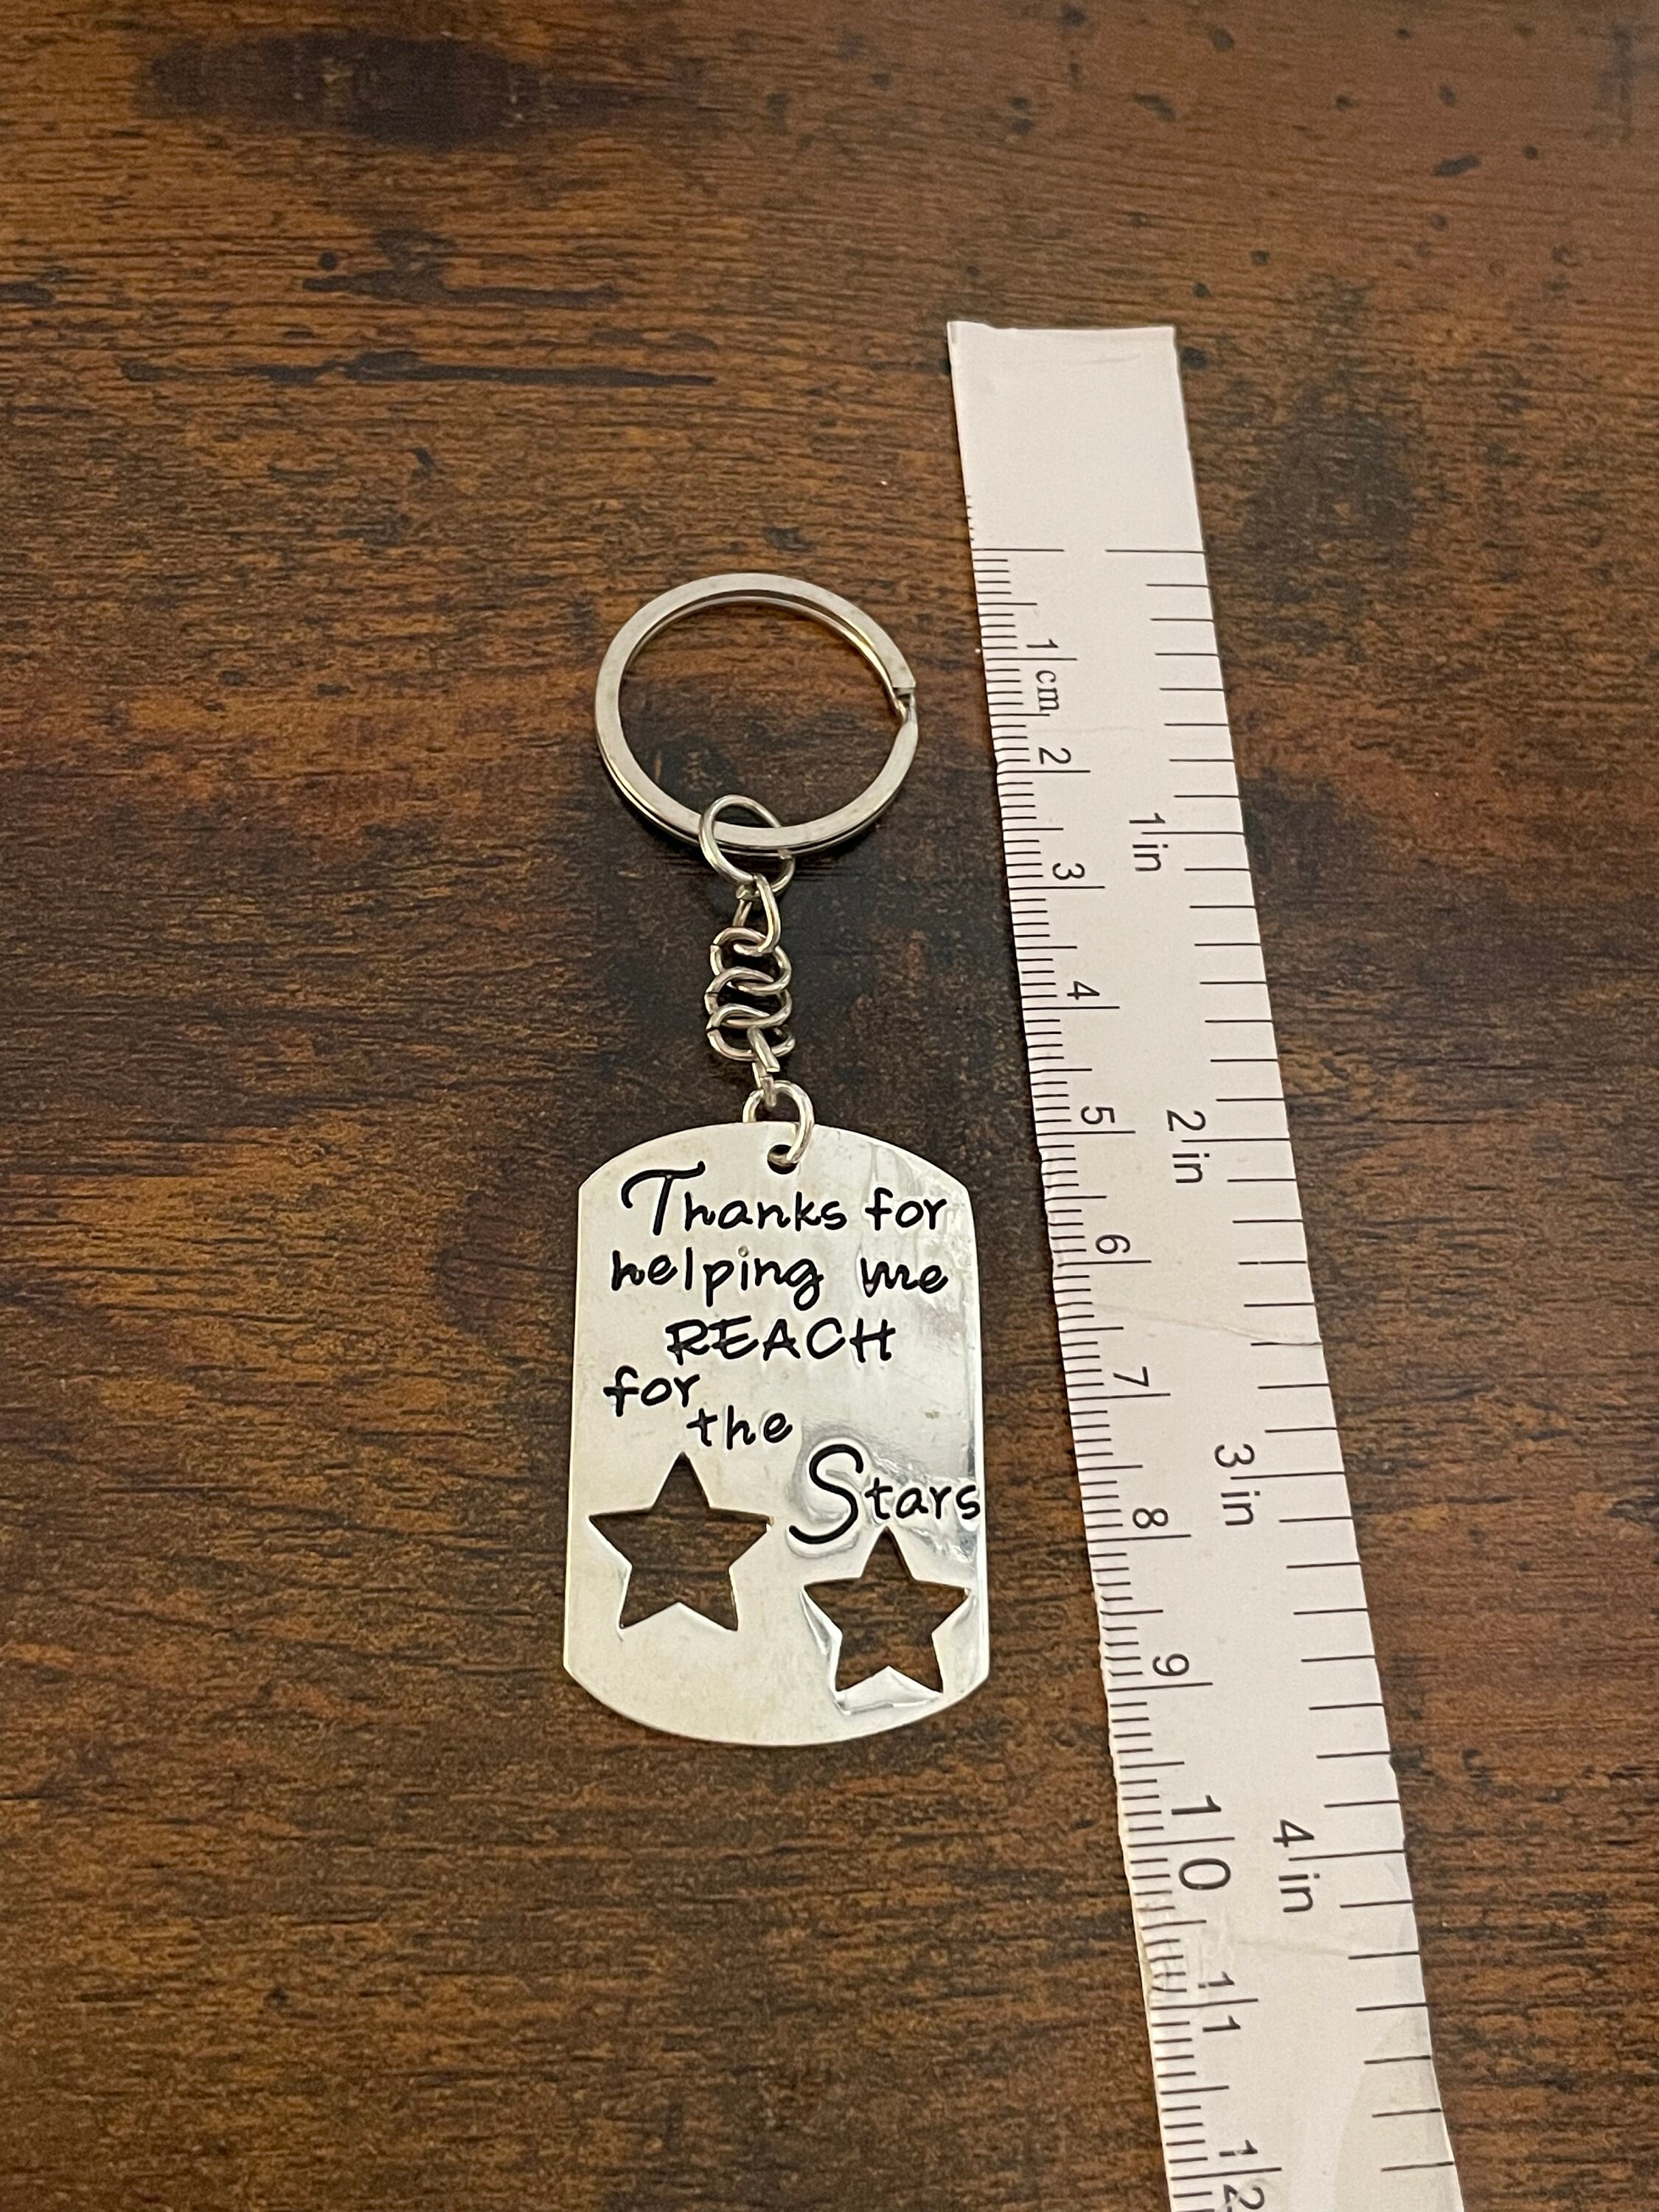 Thanks for
helping me
REACH
for
the
Stars
1 cm
2
3
4
5
6
7
8
9
10
11
12
1 in
2 in
3 in
4 in